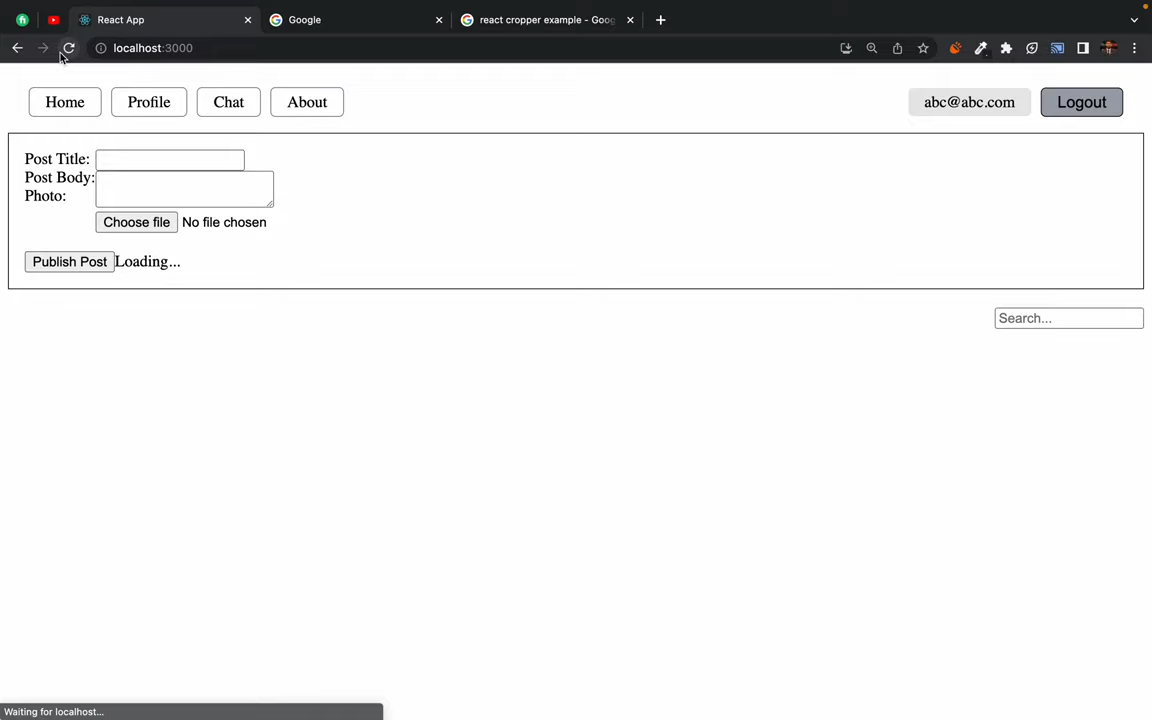 React App
Google
react cropper example - Goog
localhost:3000
Home
Profile
Chat
About
abc@abc.com
Logout
Post Title:
Post Body:
Photo:
Choose file No file chosen
Publish Post Loading...
Search...
Waiting for localhost...